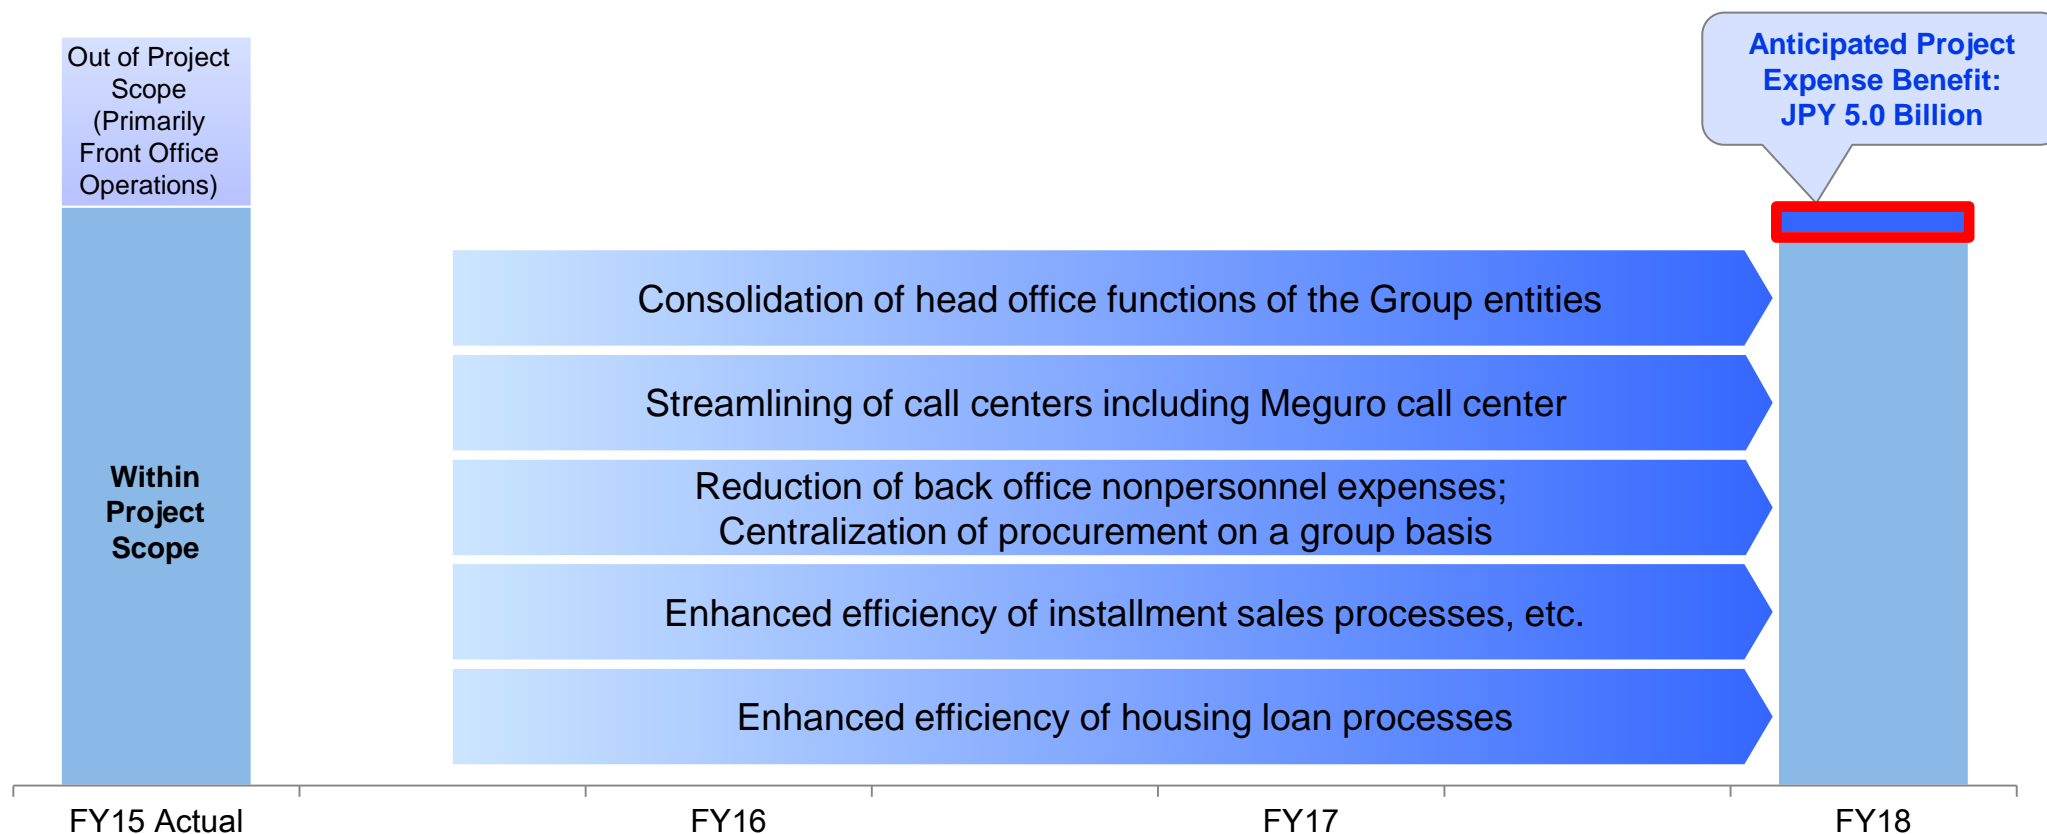 Out of Project
Scope
(Primarily
Front Office
Operations)
Within
Project
Scope
Anticipated Project
Expense Benefit:
JPY 5.0 Billion
Consolidation of head office functions of the Group entities
Streamlining of call centers including Meguro call center
Reduction of back office nonpersonnel expenses;
Centralization of procurement on a group basis
Enhanced efficiency of installment sales processes, etc.
Enhanced efficiency of housing loan processes
FY15 Actual
FY16
FY17
FY18